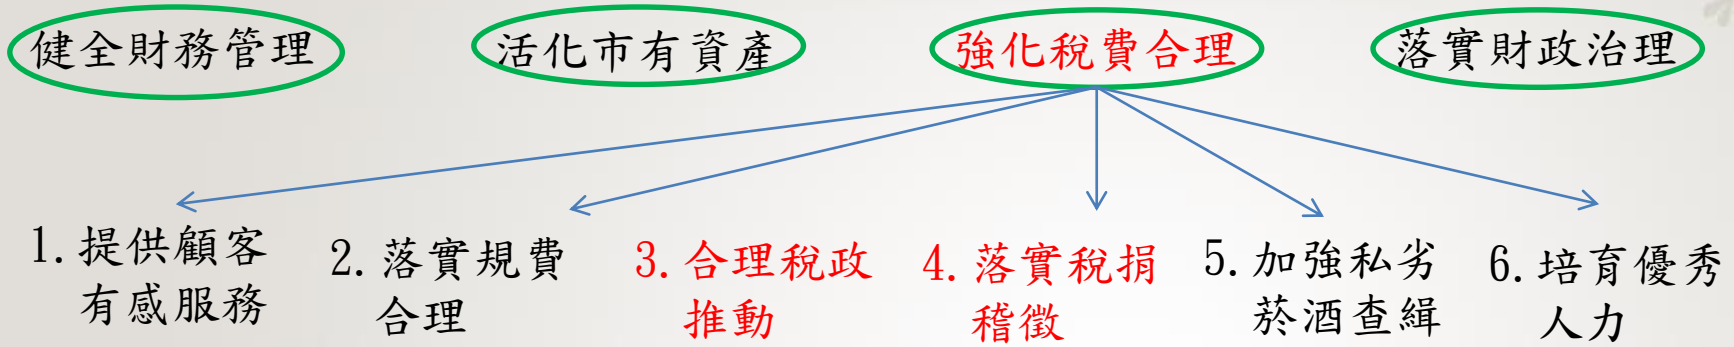 健全財務管理 活化市有資產 強化稅費合理 落實財政治理
1.提供顧客
有感服務
2.落實規費
合理
3.合理稅政
推動
4.落實稅捐
稽徵
5.加強私劣
菸酒查緝
6.培育優秀
人力